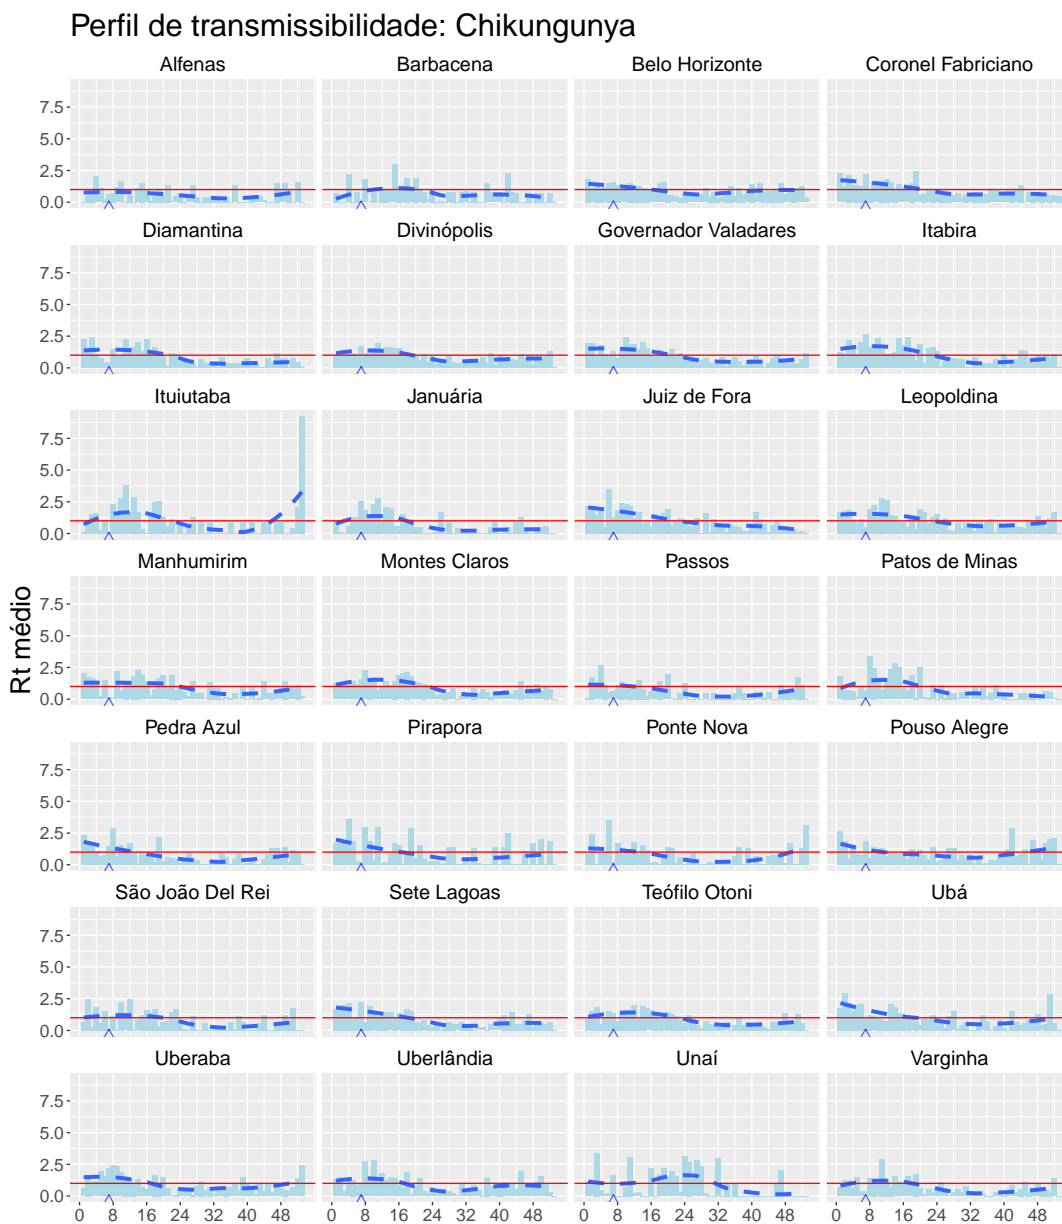 Perfil de transmissibilidade: Chikungunya
Alfenas Barbacena Belo Horizonte Coronel Fabriciano
7.5
5.0
2.5
0.0
Diamantina Divinópolis Governador Valadares Itabira
7.5
5.0
2.5
0.0
Ituiutaba Januária Juiz de Fora Leopoldina
7.5
5.0
2.5
0.0
Manhumirim Montes Claros Passos Patos de Minas
7.5
5.0
2.5
0.0
Rt médio
Pedra Azul Pirapora Ponte Nova Pouso Alegre
7.5
5.0
2.5
0.0
São João Del Rei Sete Lagoas Teófilo Otoni Ubá
7.5
5.0
2.5
0.0
Uberaba Uberlândia Unaí Varginha
7.5
5.0
2.5
0.0
0 8 16 24 32 40 48 0 8 16 24 32 40 48 0 8 16 24 32 40 48 0 8 16 24 32 40 48